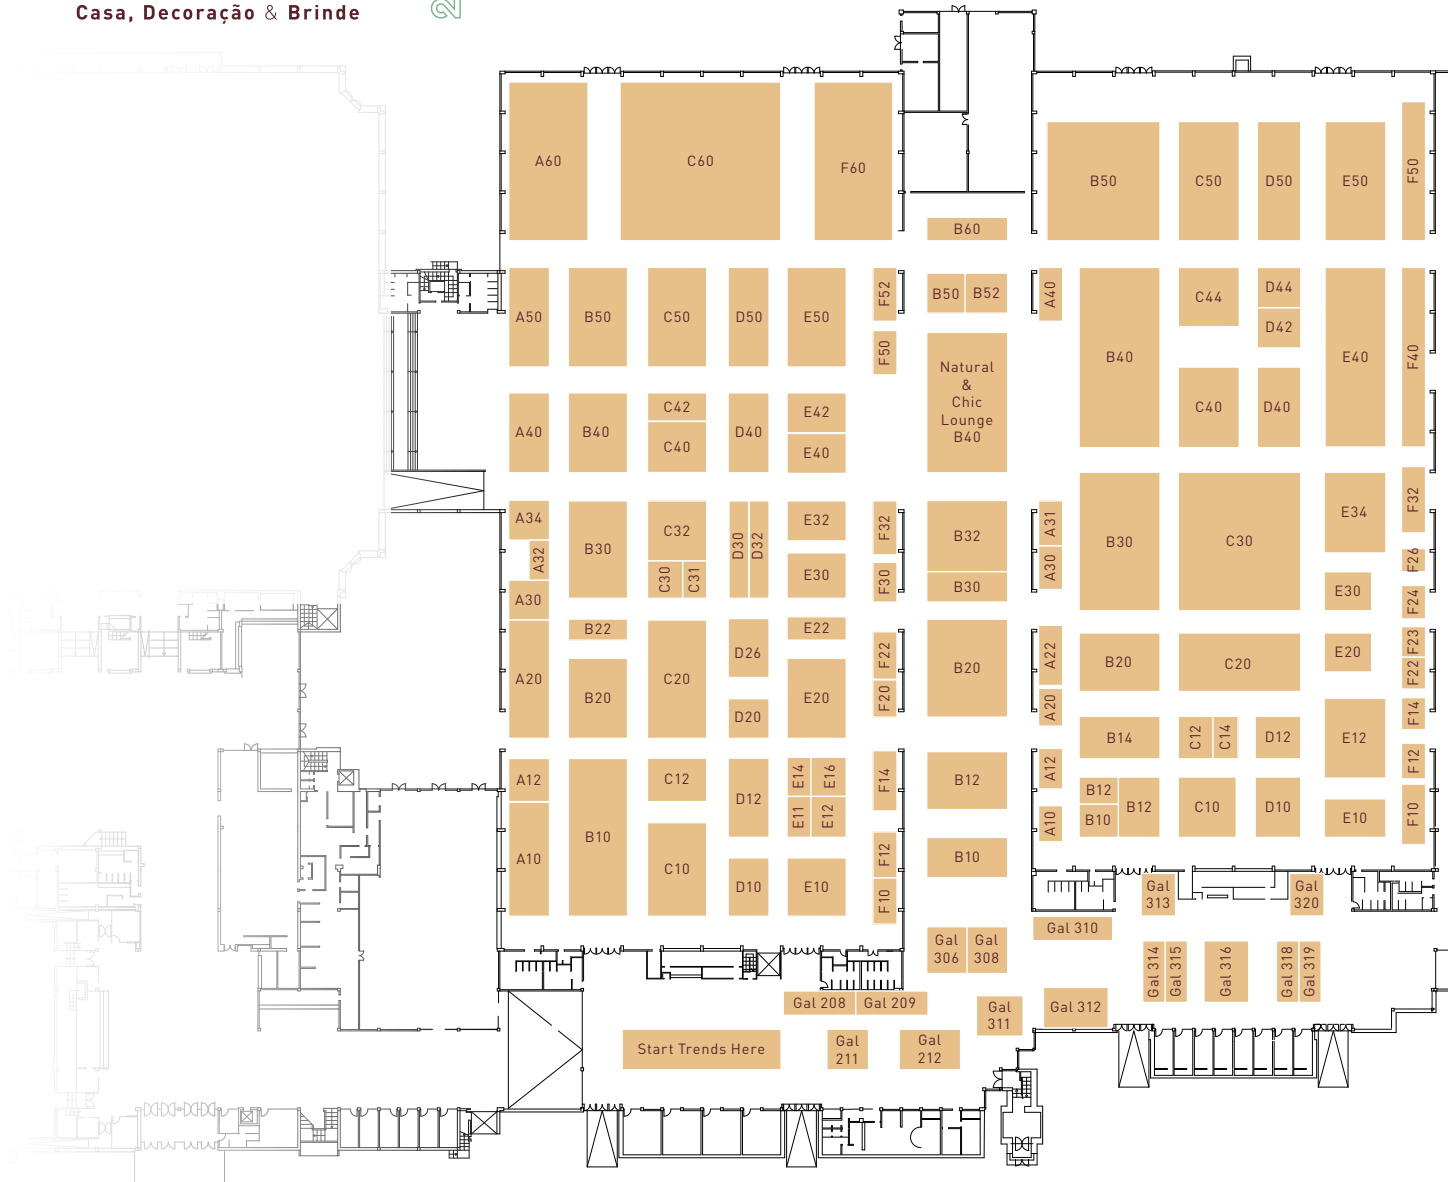 Casa, Decoração & Brinde
2
A60
C60
F60
B60
B50
C50
D50
E50
F50
A50
B50
C50
D50
E50
F52
F50
B50
B52
A40
B40
C44
D44
D42
E40
F40
C40
D40
Natural
&
Chic
Lounge
B40
A40
B40
C42
C40
D40
E42
E40
A34
A32
A30
B30
C32
C30
C31
D30
D32
E32
E30
F32
F30
B32
B30
A31
A30
B30
C30
E34
E30
F32
F26
F24
A20
B22
B20
C20
D26
D20
E22
E20
F22
F20
B20
A22
A20
B20
C20
E20
F23
F22
B14
C12
C14
D12
E12
F14
F12
A12
A10
B10
C12
C10
D12
D10
E14
E16
E11
E12
E10
F14
F12
F10
B12
B10
A12
A10
B12
B10
B12
C10
D10
E10
F10
Gal
313
Gal
320
Gal 310
Gal
306
Gal
308
Gal 314
Gal 315
Gal 316
Gal 318
Gal 319
Gal 208
Gal 209
Gal
311
Gal 312
Start Trends Here
Gal
211
Gal
212